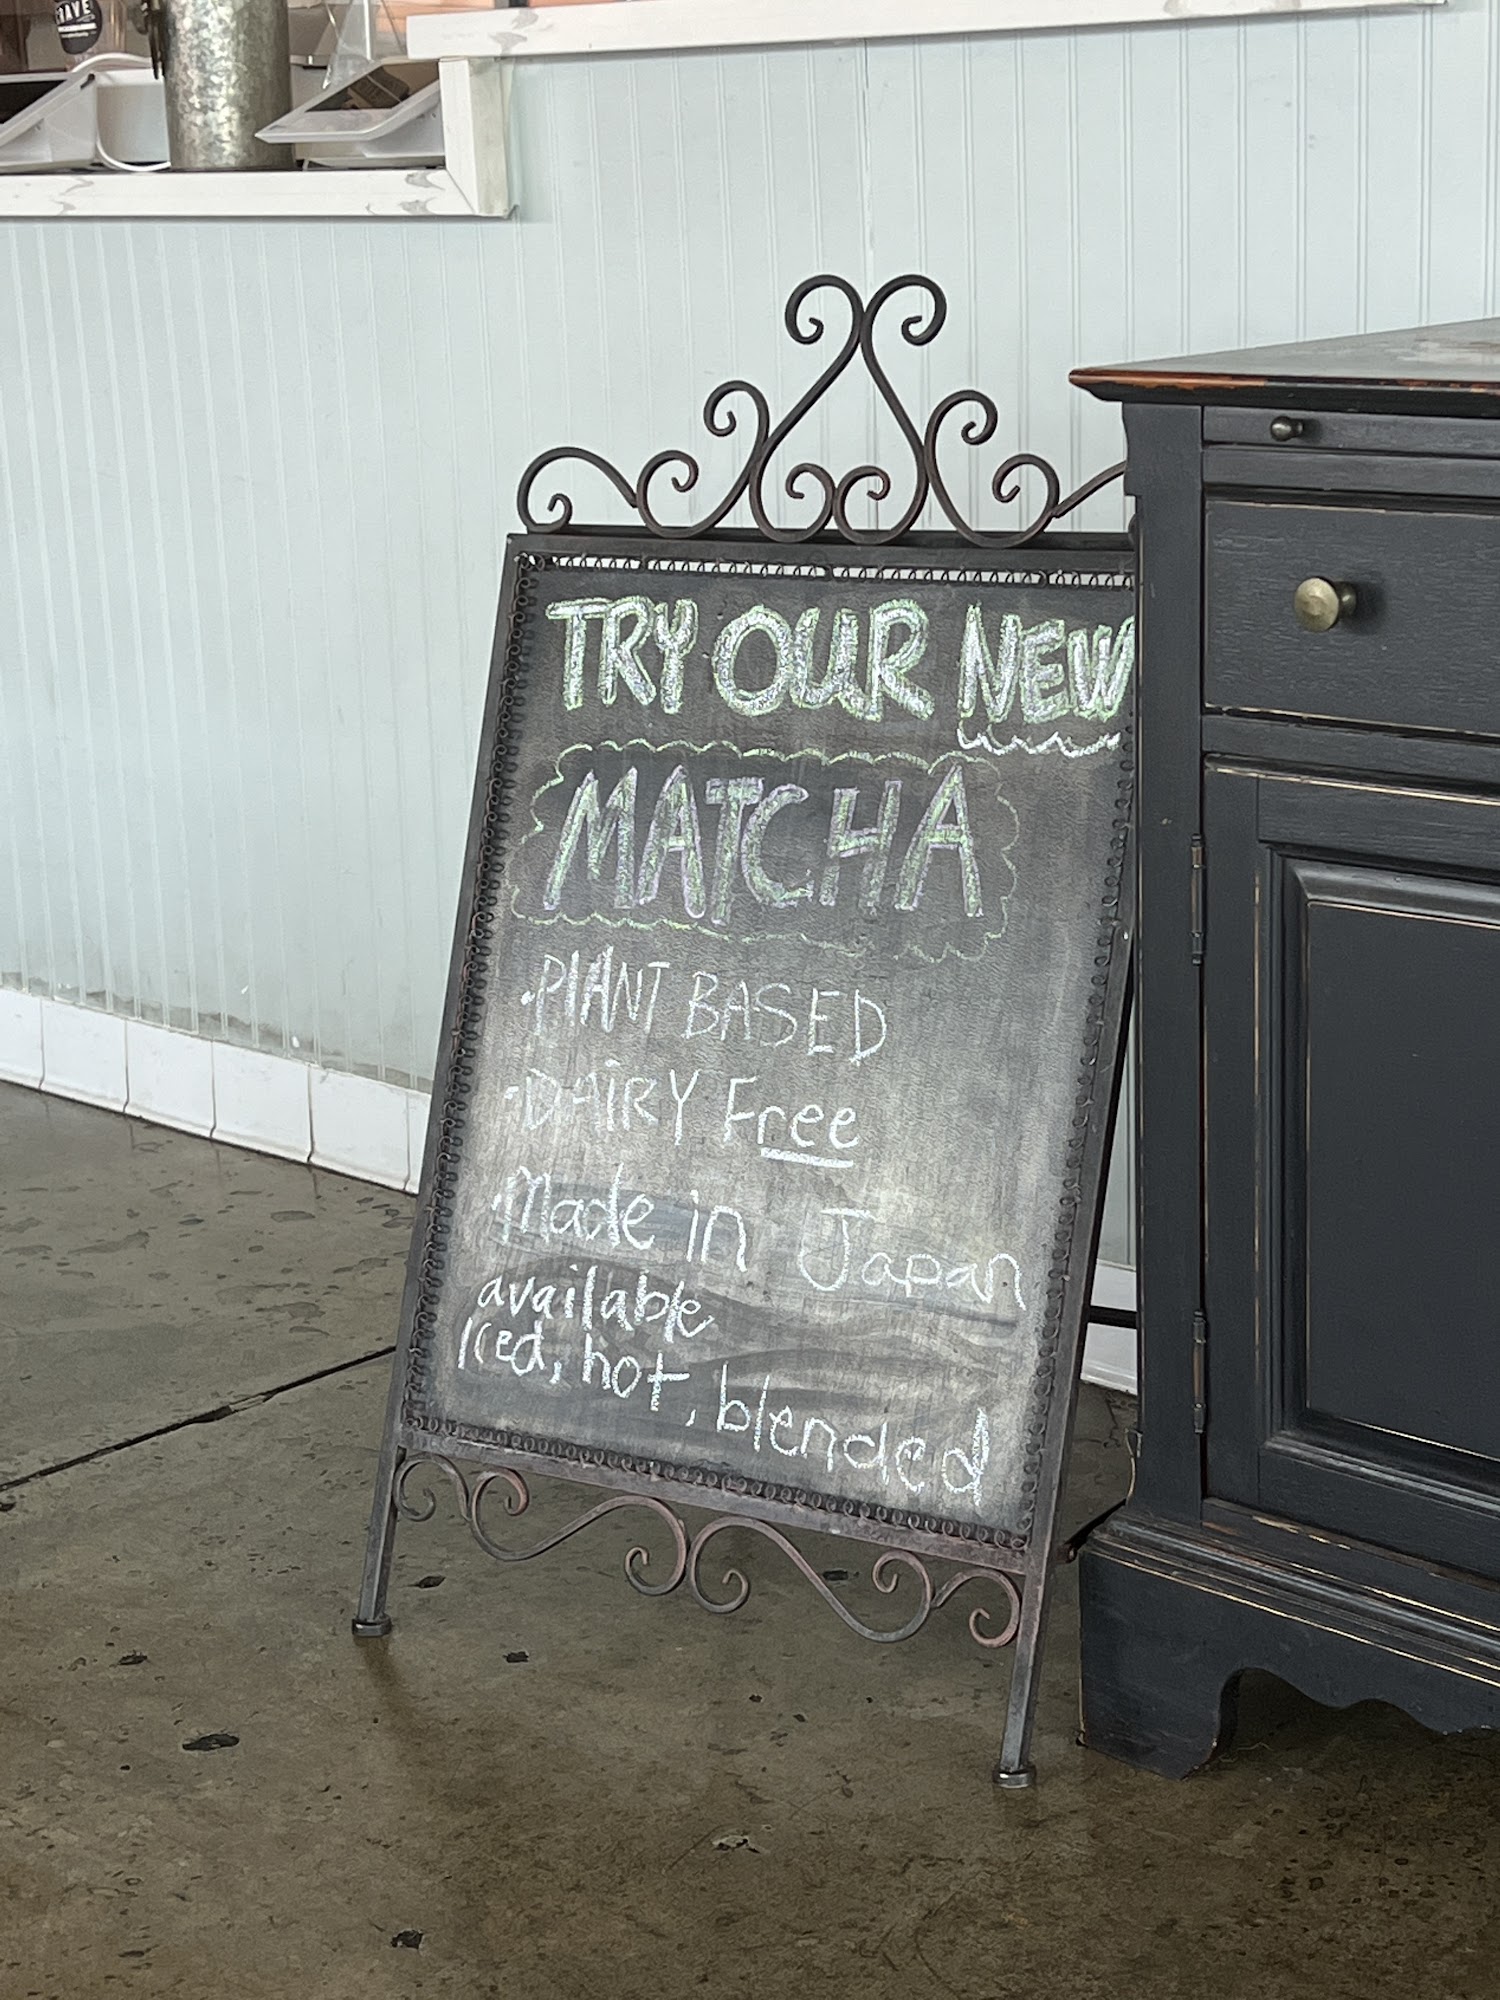 TRY OUR NEW
MATCHA
• PLANT BASED
• DAIRY Free
• Made in Japan
available
Iced, hot, blended